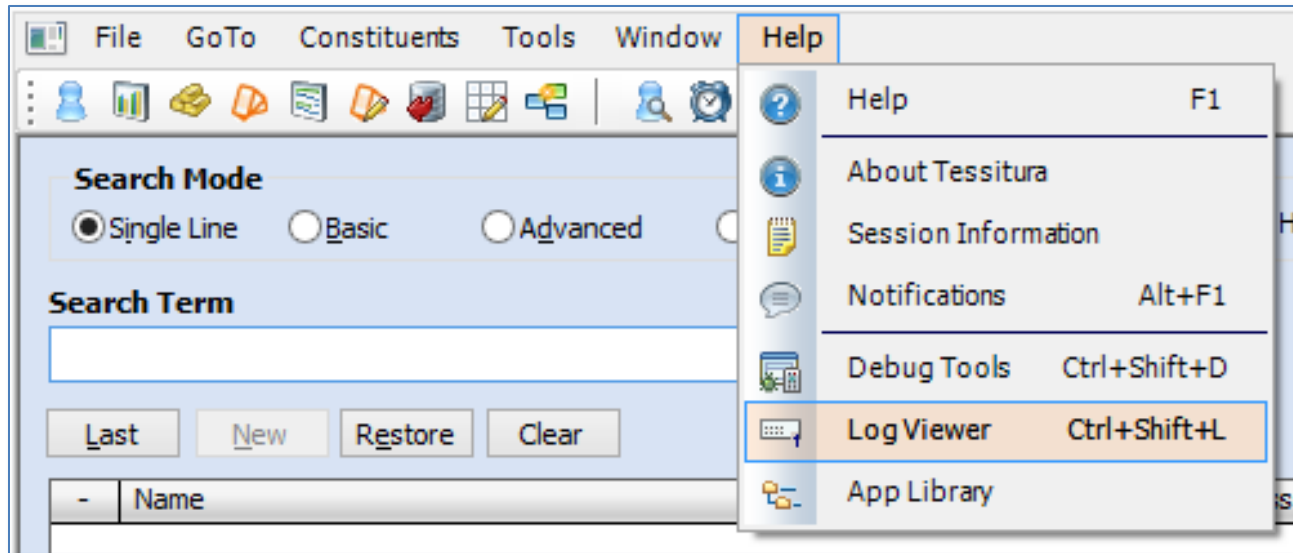 File GoTo Constituents Tools Window Help
Help F1
About Tessitura
Session Information
Notifications Alt+F1
Debug Tools Ctrl+Shift+D
Log Viewer Ctrl+Shift+L
App Library
Search Mode
Single Line Basic Advanced
Search Term
Last New Restore Clear
- Name